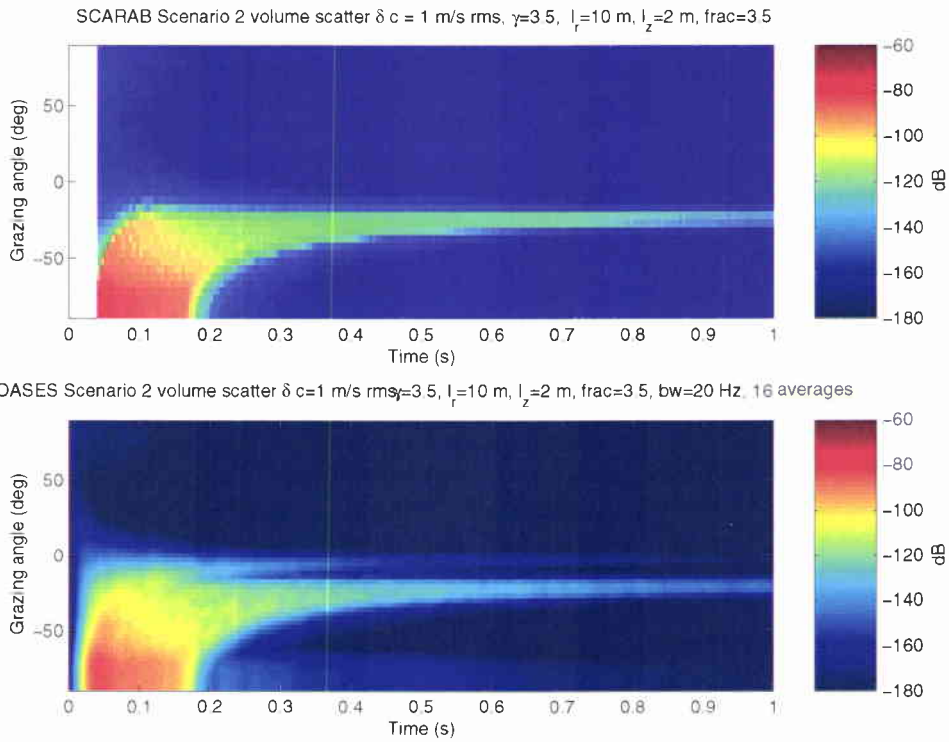 SCARAB Scenario 2 volume scatter δ c = 1 m/s rms, γ=3 5, l_r=10 m, l_z=2 m, frac=3 5
Grazing angle (deg)
50
0
−50
0 0.1 0.2 0.3 0.4 0.5 0.6 0.7 0.8 0.9 1
Time (s)
−60
−80
−100
−120
−140
−160
−180
dB
OASES Scenario 2 volume scatter δ c=1 m/s rms,γ=3 5, l_r=10 m, l_z=2 m, frac=3 5, bw=20 Hz, 16 averages
Grazing angle (deg)
50
0
−50
0 0.1 0.2 0.3 0.4 0.5 0.6 0.7 0.8 0.9 1
Time (s)
−60
−80
−100
−120
−140
−160
−180
dB